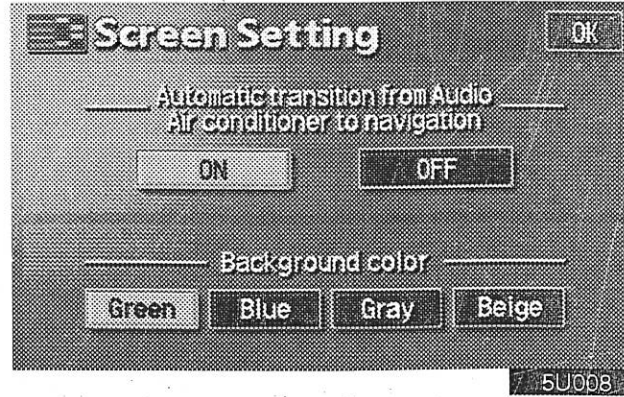 Screen Setting
OK
Automatic transition from Audio
Air conditioner to navigation
ON OFF
Background color
Green Blue Gray Beige
5U008